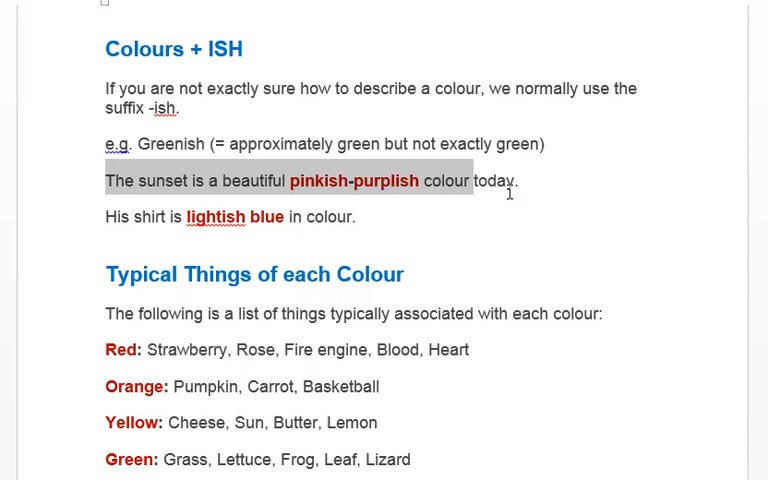 Colours + ISH
If you are not exactly sure how to describe a colour, we normally use the
suffix -ish.
e.g. Greenish (= approximately green but not exactly green)
The sunset is a beautiful pinkish-purplish colour today.
His shirt is lightish blue in colour.
Typical Things of each Colour
The following is a list of things typically associated with each colour:
Red: Strawberry, Rose, Fire engine, Blood, Heart
Orange: Pumpkin, Carrot, Basketball
Yellow: Cheese, Sun, Butter, Lemon
Green: Grass, Lettuce, Frog, Leaf, Lizard